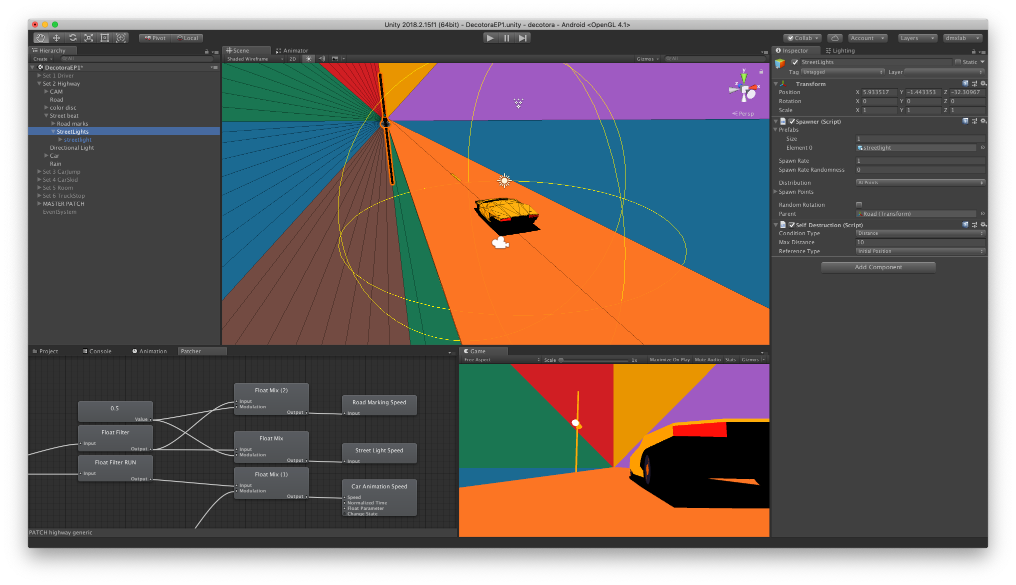 Unity 2018.2.15f1 (64bit) - DecotoraEP1.unity - decotora - Android <OpenGL 4.1>
Pivot Local
Collab Account Layers dmslab
Hierarchy
Create
DecotoraEP1*
Set 1 Driver
Set 2 Highway
CAM
Road
color disc
Street beat
Road marks
StreetLights
streetlight
Directional Light
Car
Rain
Set 3 CarJump
Set 4 CarSled
Set 5 Room
Set 6 TruckStop
MASTER PATCH
EventSystem
Scene Animator
Shaded Wireframe 2D Gizmos
Persp
Inspector Lighting
StreetLights Static
Tag Untagged Layer
Transform
Position X 5.933517 Y -1.443353 Z -32.30967
Rotation X 0 Y 0 Z 0
Scale X 1 Y 1 Z 1
Spawner (Script)
Prefabs
Size 1
Element 0 streetlight
Spawn Rate 1
Spawn Rate Randomness 0
Distribution At Points
Spawn Points
Random Rotation
Parent Road (Transform)
Self Destruction (Script)
Condition Type Distance
Max Distance 10
Reference Type Initial Position
Add Component
Project Console Animation Patcher
0.5
Value
Float Filter
Input
Output
Float Filter RUN
Input
Output
Float Mix (2)
Input
Modulation
Output
Float Mix
Input
Modulation
Output
Float Mix (1)
Input
Modulation
Output
Road Marking Speed
Input
Street Light Speed
Input
Car Animation Speed
Speed
Normalized Time
Float Parameter
Change State
PATCH highway generic
Game
Free Aspect Scale 1x Maximize On Play Mute Audio Stats Gizmos